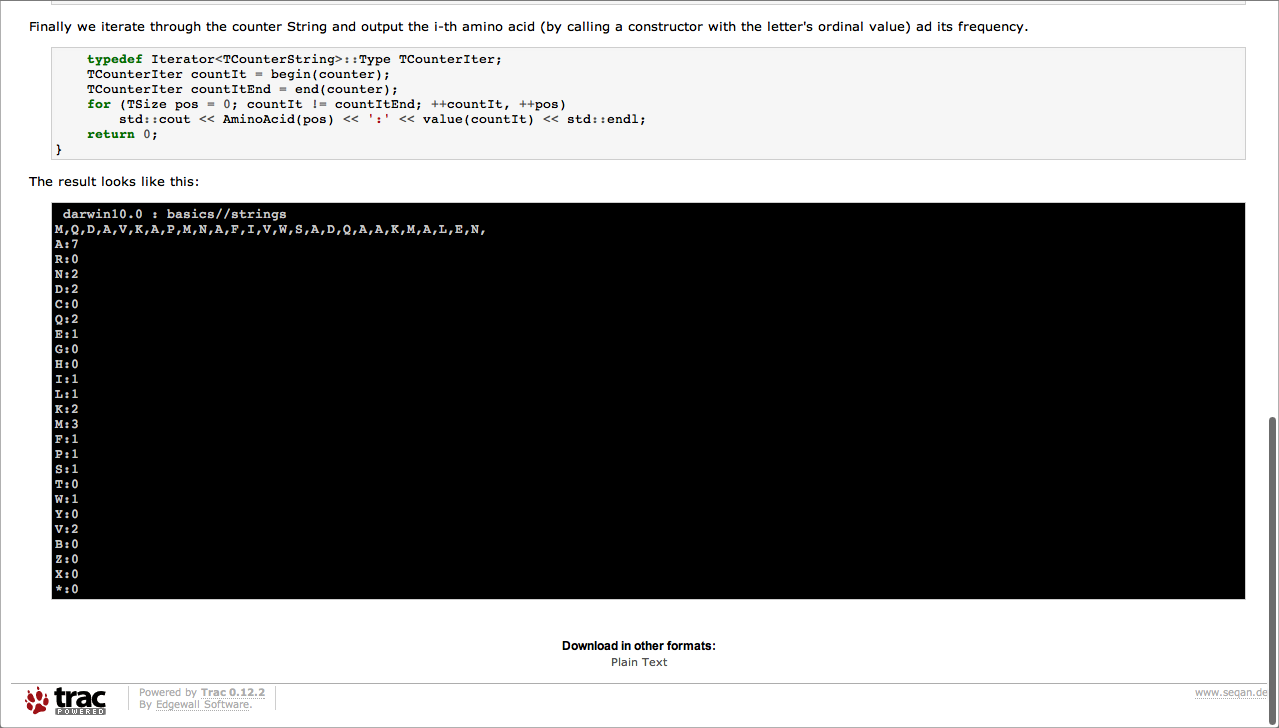 Finally we iterate through the counter String and output the i-th amino acid (by calling a constructor with the letter's ordinal value) ad its frequency.
typedef Iterator<TCounterString>::Type TCounterIter;
TCounterIter countIt = begin(counter);
TCounterIter countItEnd = end(counter);
for (TSize pos = 0; countIt != countItEnd; ++countIt, ++pos)
std::cout << AminoAcid(pos) << ':' << value(countIt) << std::endl;
return 0;
}
The result looks like this:
darwin10.0 : basics//strings
M,Q,D,A,V,K,A,P,M,N,A,F,I,V,W,S,A,D,Q,A,A,K,M,A,L,E,N,
A:7
R:0
N:2
D:2
C:0
Q:2
E:1
G:0
H:0
I:1
L:1
K:2
M:3
F:1
P:1
S:1
T:0
W:1
Y:0
V:2
B:0
Z:0
X:0
*:0
Download in other formats:
Plain Text
trac
POWERED
Powered by Trac 0.12.2
By Edgewall Software.
www.seqan.de